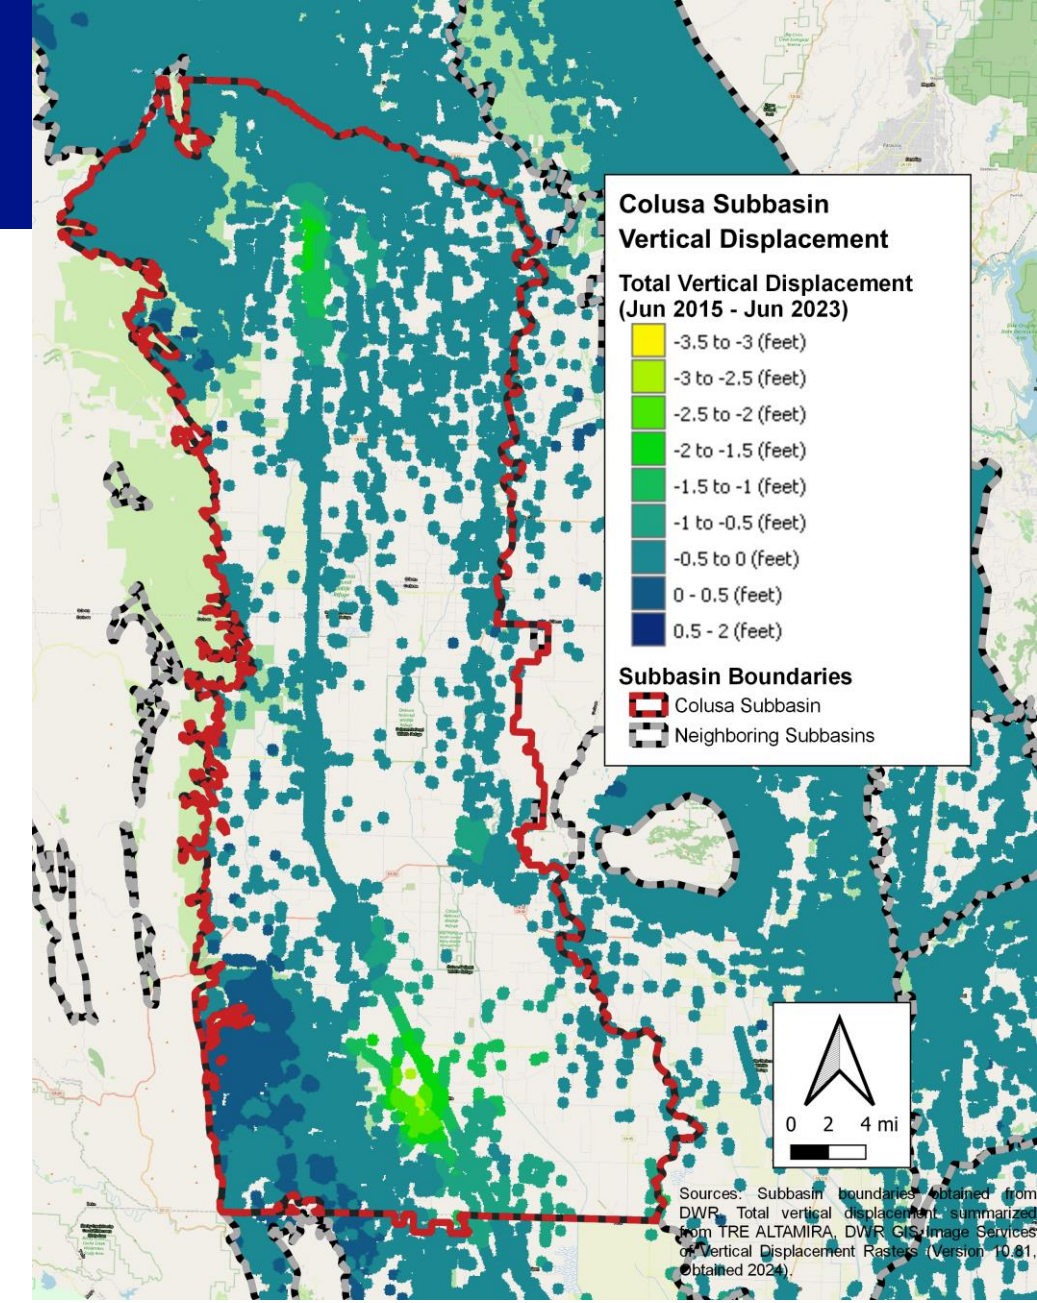 Colusa Subbasin
Vertical Displacement
Total Vertical Displacement
(Jun 2015 - Jun 2023)
-3.5 to -3 (feet)
-3 to -2.5 (feet)
-2.5 to -2 (feet)
-2 to -1.5 (feet)
-1.5 to -1 (feet)
-1 to -0.5 (feet)
-0.5 to 0 (feet)
0 - 0.5 (feet)
0.5 - 2 (feet)
Subbasin Boundaries
Colusa Subbasin
Neighboring Subbasins
0 2 4 mi
Sources: Subbasin boundaries obtained from
DWR. Total vertical displacement summarized
from TRE ALTAMIRA, DWR GIS Image Services
of Vertical Displacement Rasters (Version 10.81,
Obtained 2024).